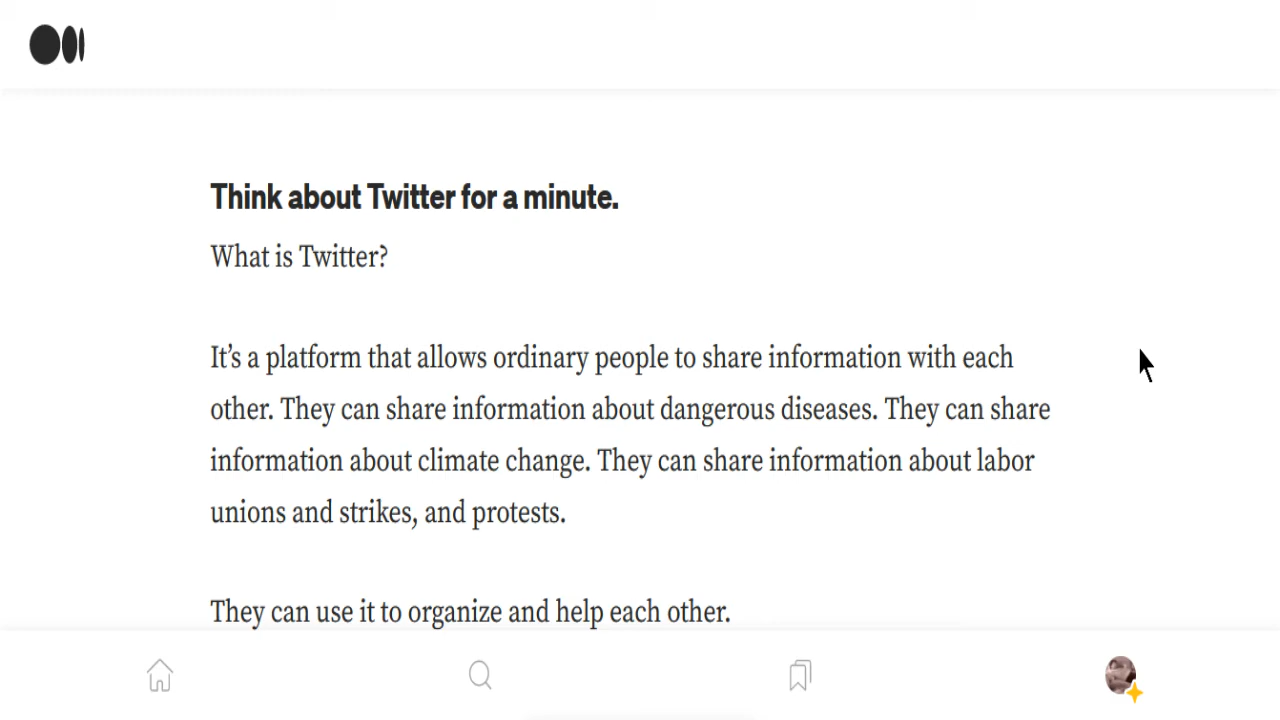 Think about Twitter for a minute.
What is Twitter?
It’s a platform that allows ordinary people to share information with each
other. They can share information about dangerous diseases. They can share
information about climate change. They can share information about labor
unions and strikes, and protests.
They can use it to organize and help each other.